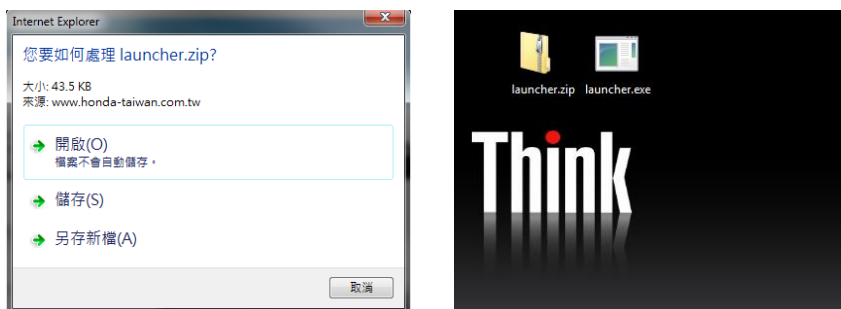 Internet Explorer
您要如何處理 launcher.zip?
大小: 43.5 KB
來源: www.honda-taiwan.com.tw
開啟(O)
檔案不會自動儲存。
儲存(S)
另存新檔(A)
取消
launcher.zip launcher.exe
Think